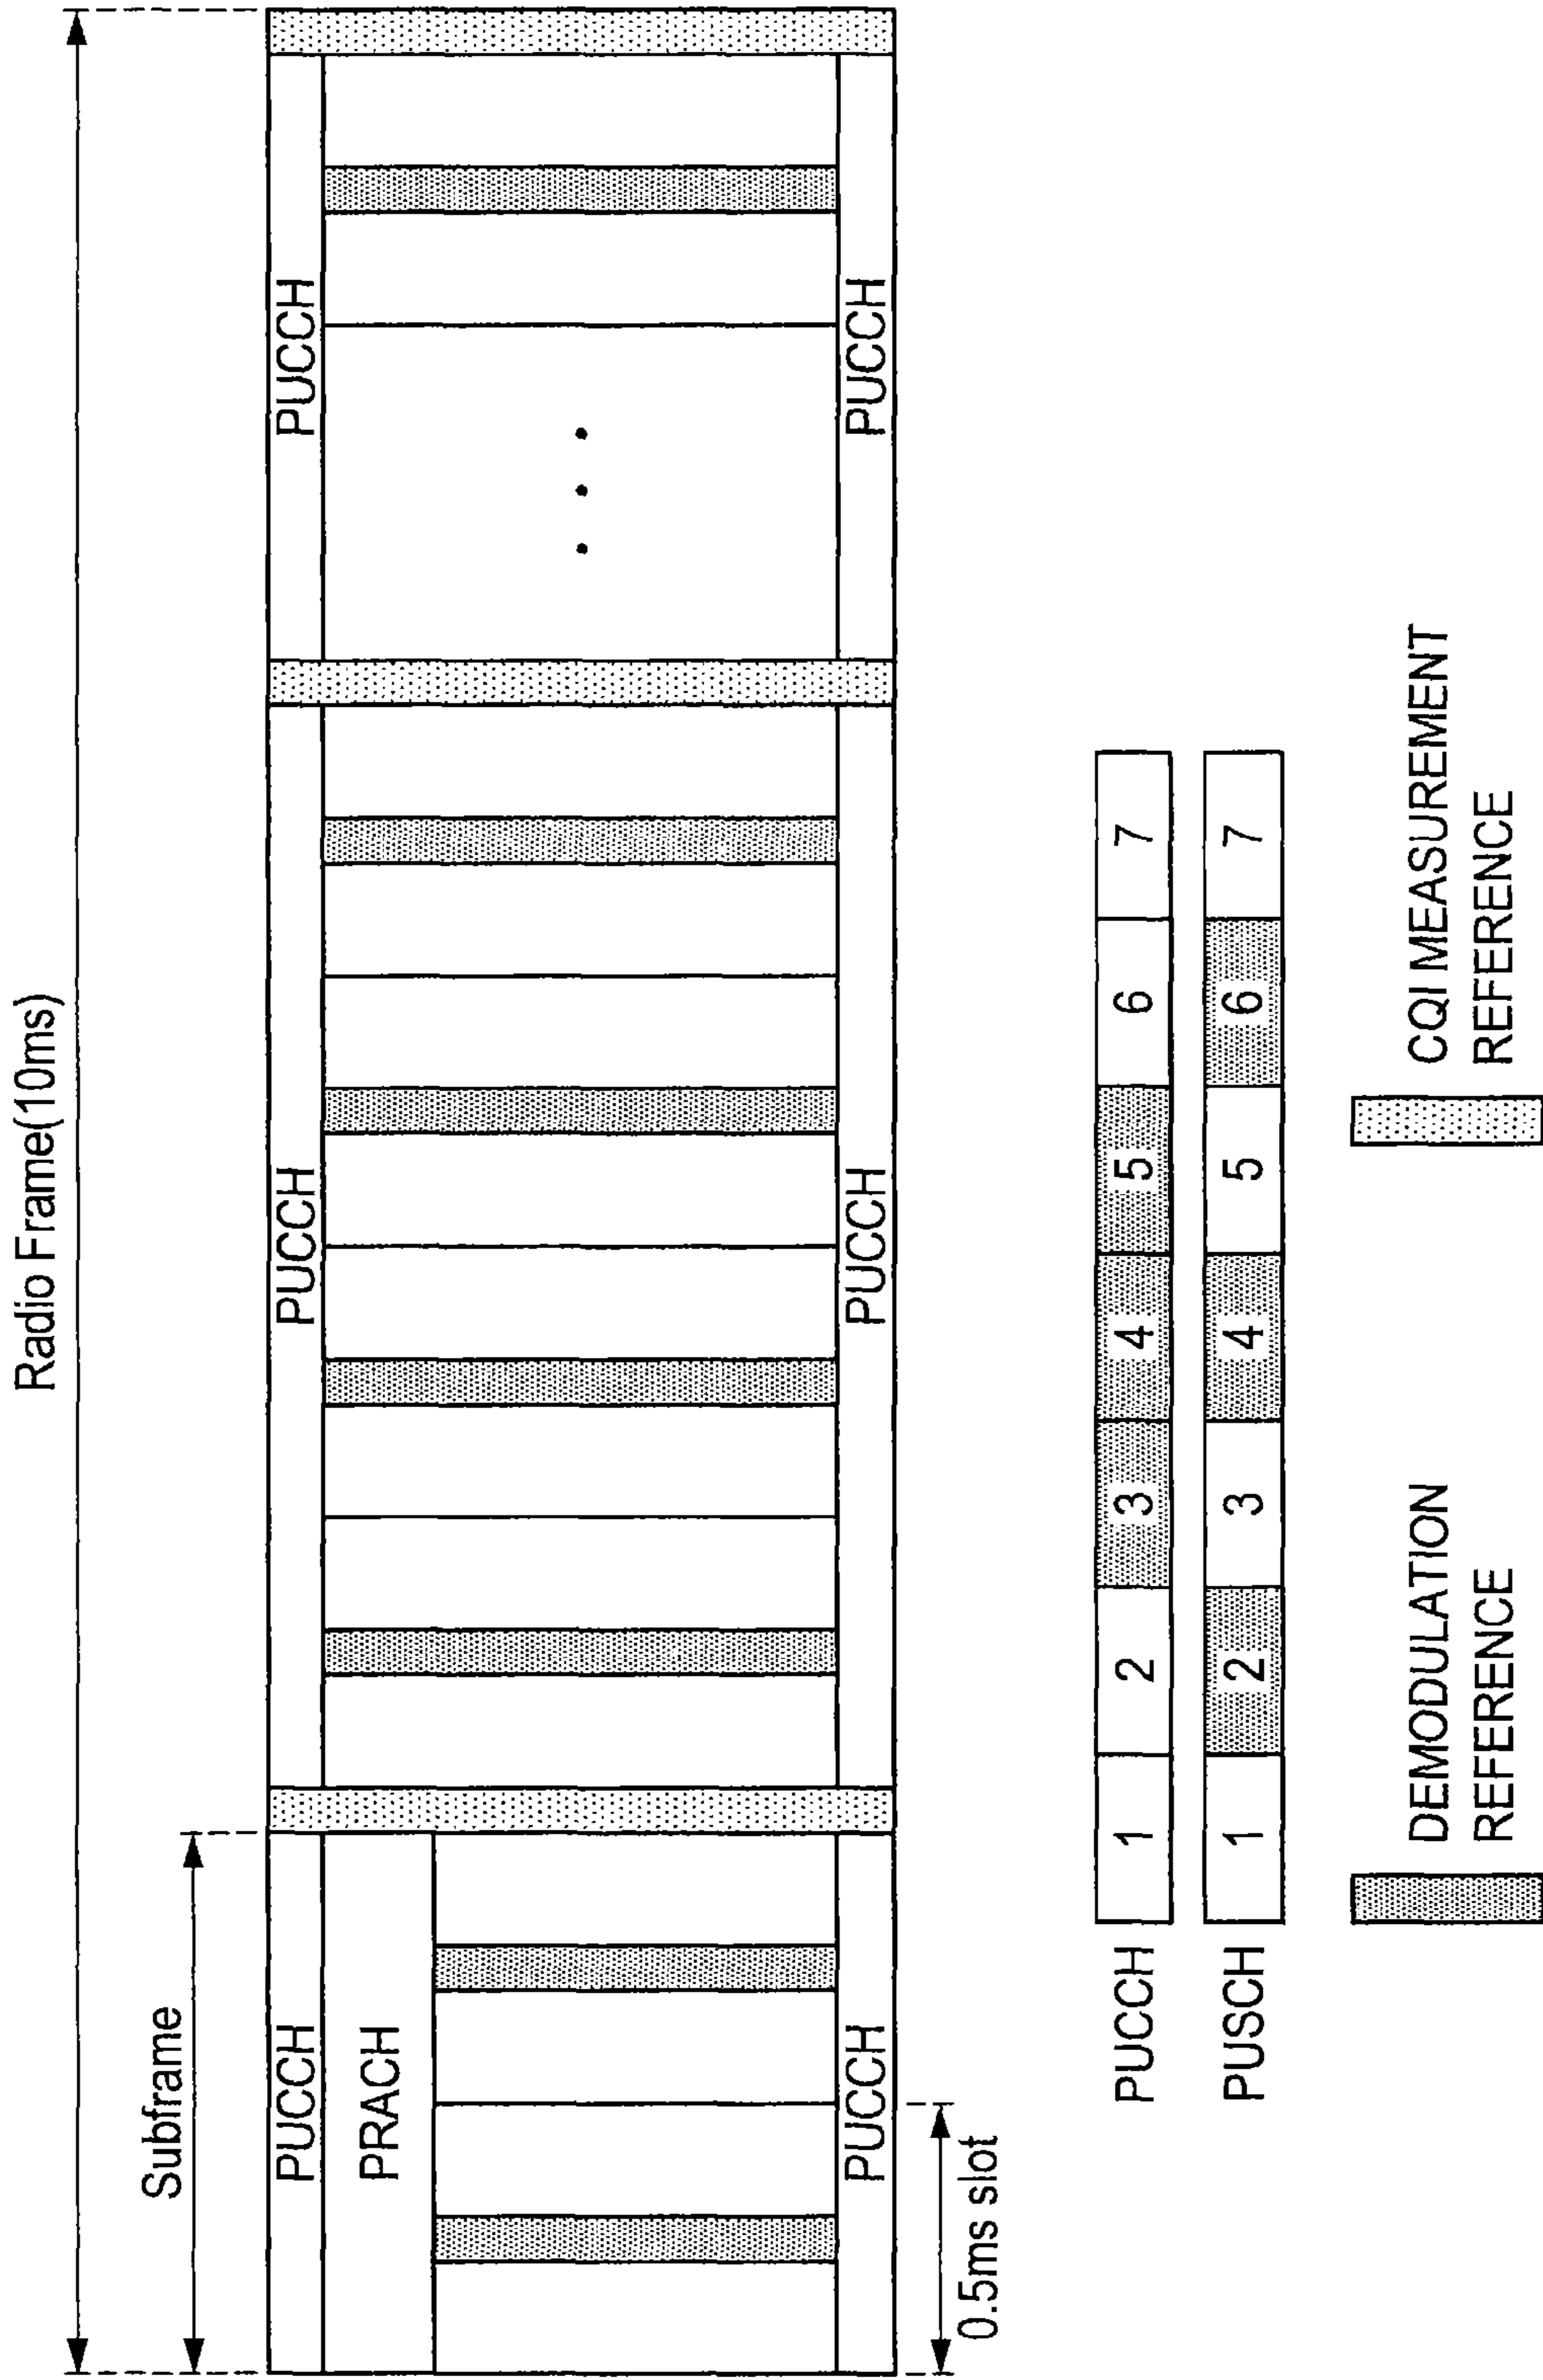 Radio Frame(10ms)
Subframe
PUCCH
PUCCH
PUCCH
PRACH
PUCCH
PUCCH
PUCCH
0.5ms slot
PUCCH 1 2 3 4 5 6 7
PUSCH 1 2 3 4 5 6 7
DEMODULATION
REFERENCE
CQI MEASUREMENT
REFERENCE